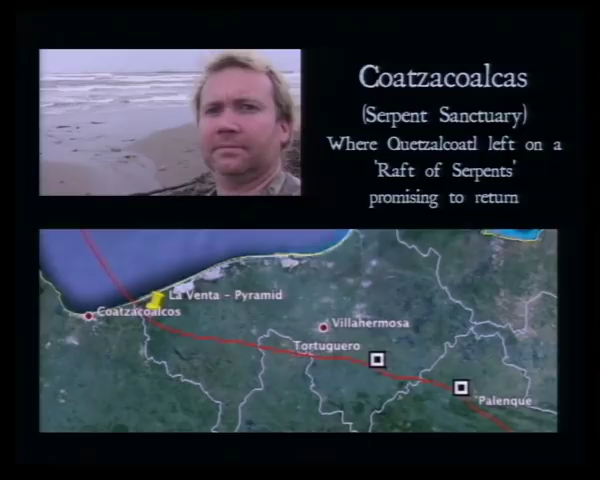 Coatzacoalcas
(Serpent Sanctuary)
Where Quetzalcoatl left on a
'Raft of Serpents'
promising to return
La Venta - Pyramid
Coatzacoalcos
Villahermosa
Tortuguero
Palenque